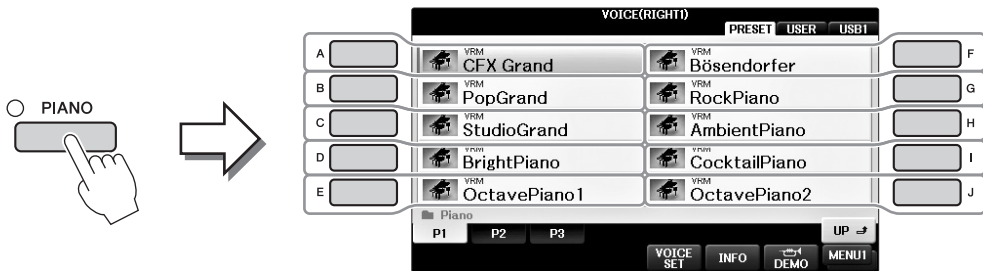 PIANO
VOICE(RIGHT1)
PRESET USER USB1
A VRM CFX Grand VRM Bösendorfer F
B VRM PopGrand VRM RockPiano G
C VRM StudioGrand VRM AmbientPiano H
D VRM BrightPiano VRM CocktailPiano I
E VRM OctavePiano1 VRM OctavePiano2 J
Piano
P1 P2 P3 UP
VOICE SET INFO DEMO MENU1